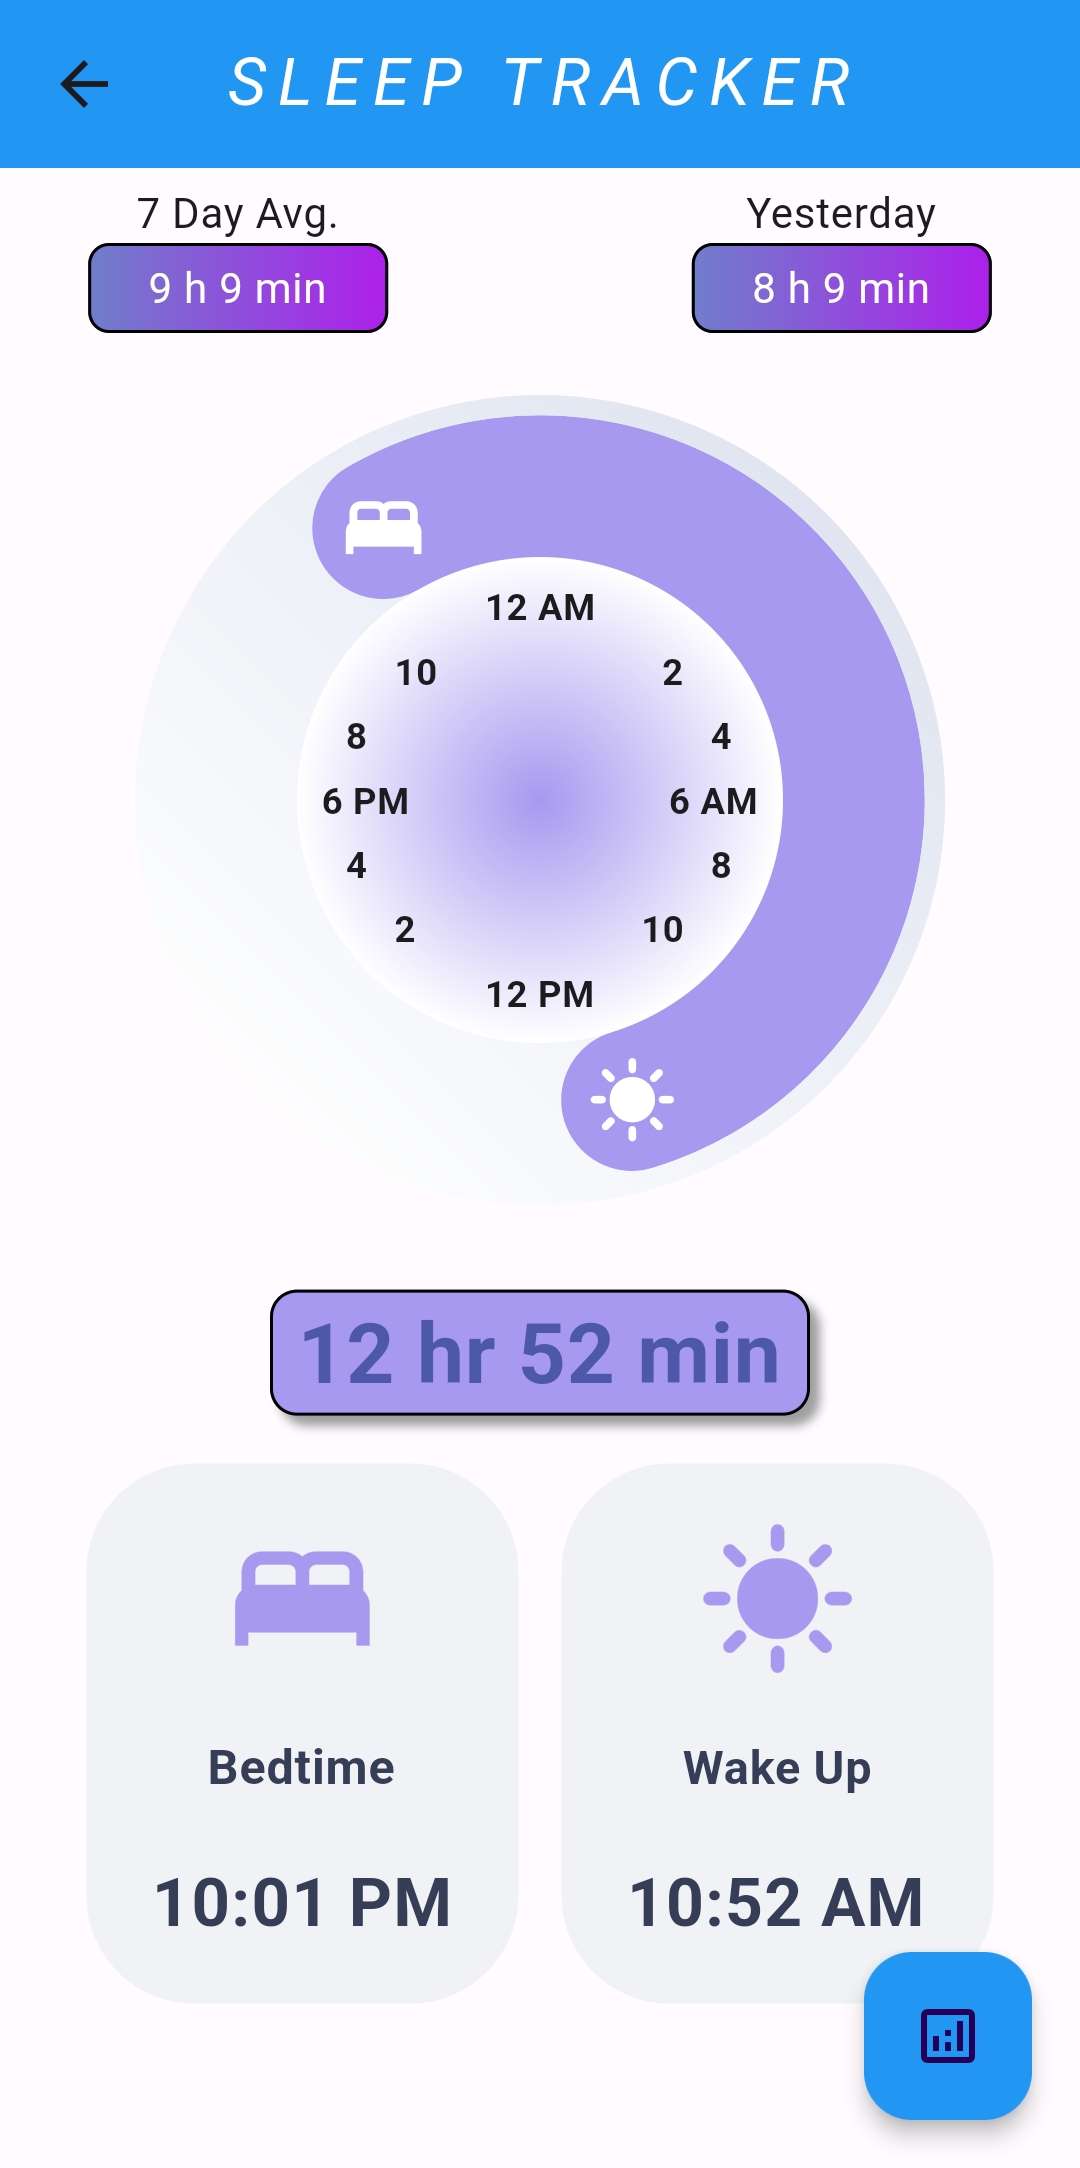 SLEEP TRACKER
7 Day Avg.
Yesterday
9 h 9 min
8 h 9 min
12 AM
10
2
8
4
6 PM
6 AM
4
8
2
10
12 PM
12 hr 52 min
Bedtime
Wake Up
10:01 PM
10:52 AM